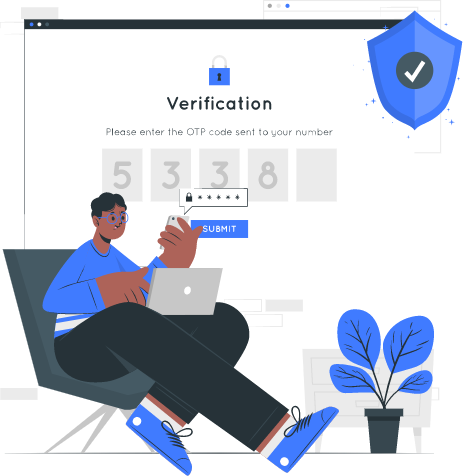 Verification
Please enter the OTP code sent to your number
5 3 3 8
* * * * *
SUBMIT